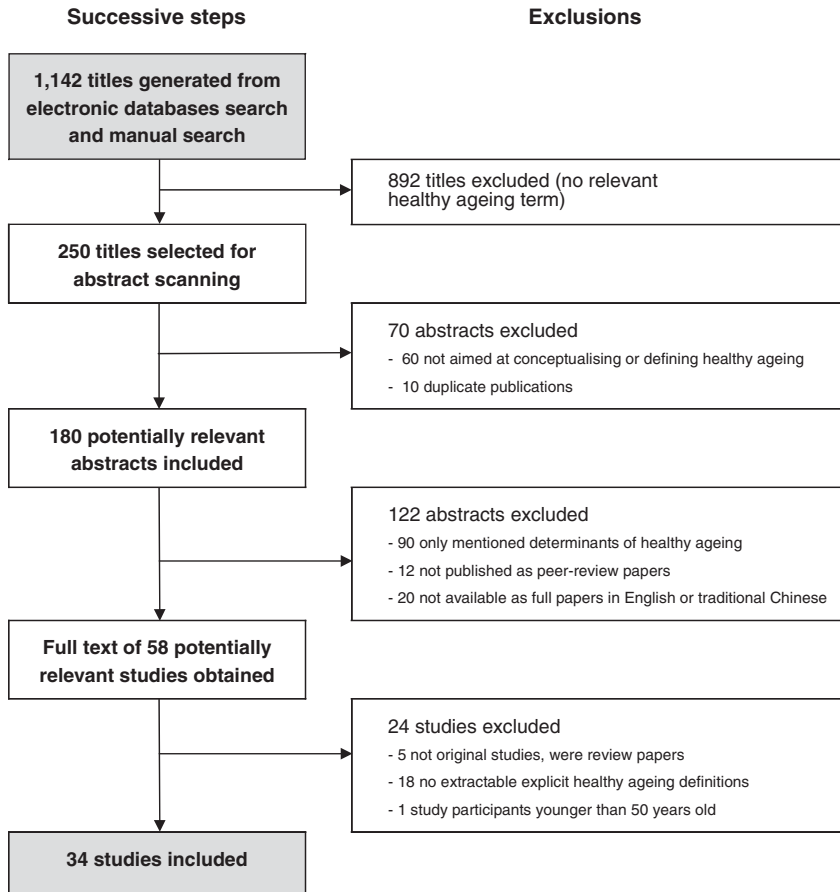 Successive steps
Exclusions
1,142 titles generated from
electronic databases search
and manual search
892 titles excluded (no relevant
healthy ageing term)
250 titles selected for
abstract scanning
70 abstracts excluded
- 60 not aimed at conceptualising or defining healthy ageing
- 10 duplicate publications
180 potentially relevant
abstracts included
122 abstracts excluded
- 90 only mentioned determinants of healthy ageing
- 12 not published as peer-review papers
- 20 not available as full papers in English or traditional Chinese
Full text of 58 potentially
relevant studies obtained
24 studies excluded
- 5 not original studies, were review papers
- 18 no extractable explicit healthy ageing definitions
- 1 study participants younger than 50 years old
34 studies included